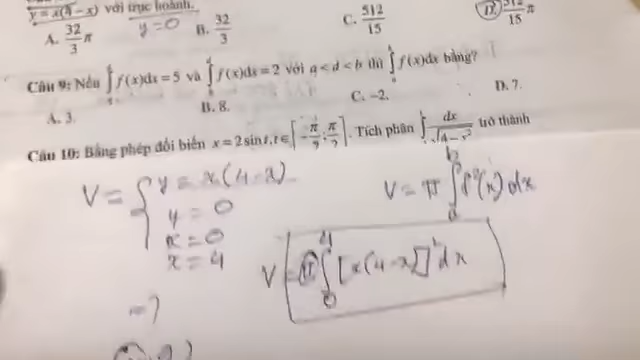 y = x(4 − x) với trục hoành.
y = 0
A. 32/3 π B. 32/3 C. 512/15 D. 512/15 π
Câu 9: Nếu ∫ f(x)dx = 5 và ∫ f(x)dx = 2 với a < d < b thì ∫ f(x)dx bằng?
A. 3. B. 8. C. −2. D. 7.
Câu 10: Bằng phép đổi biến x = 2sin t, t ∈ [−π/2; π/2]. Tích phân ∫ dx/√(4 − x²) trở thành
V = { y = x(4 − x)
y = 0
x = 0
x = 4
V = π ∫ f²(x) dx
V = π ∫₀⁴ [x(4 − x)]² dx
= ?